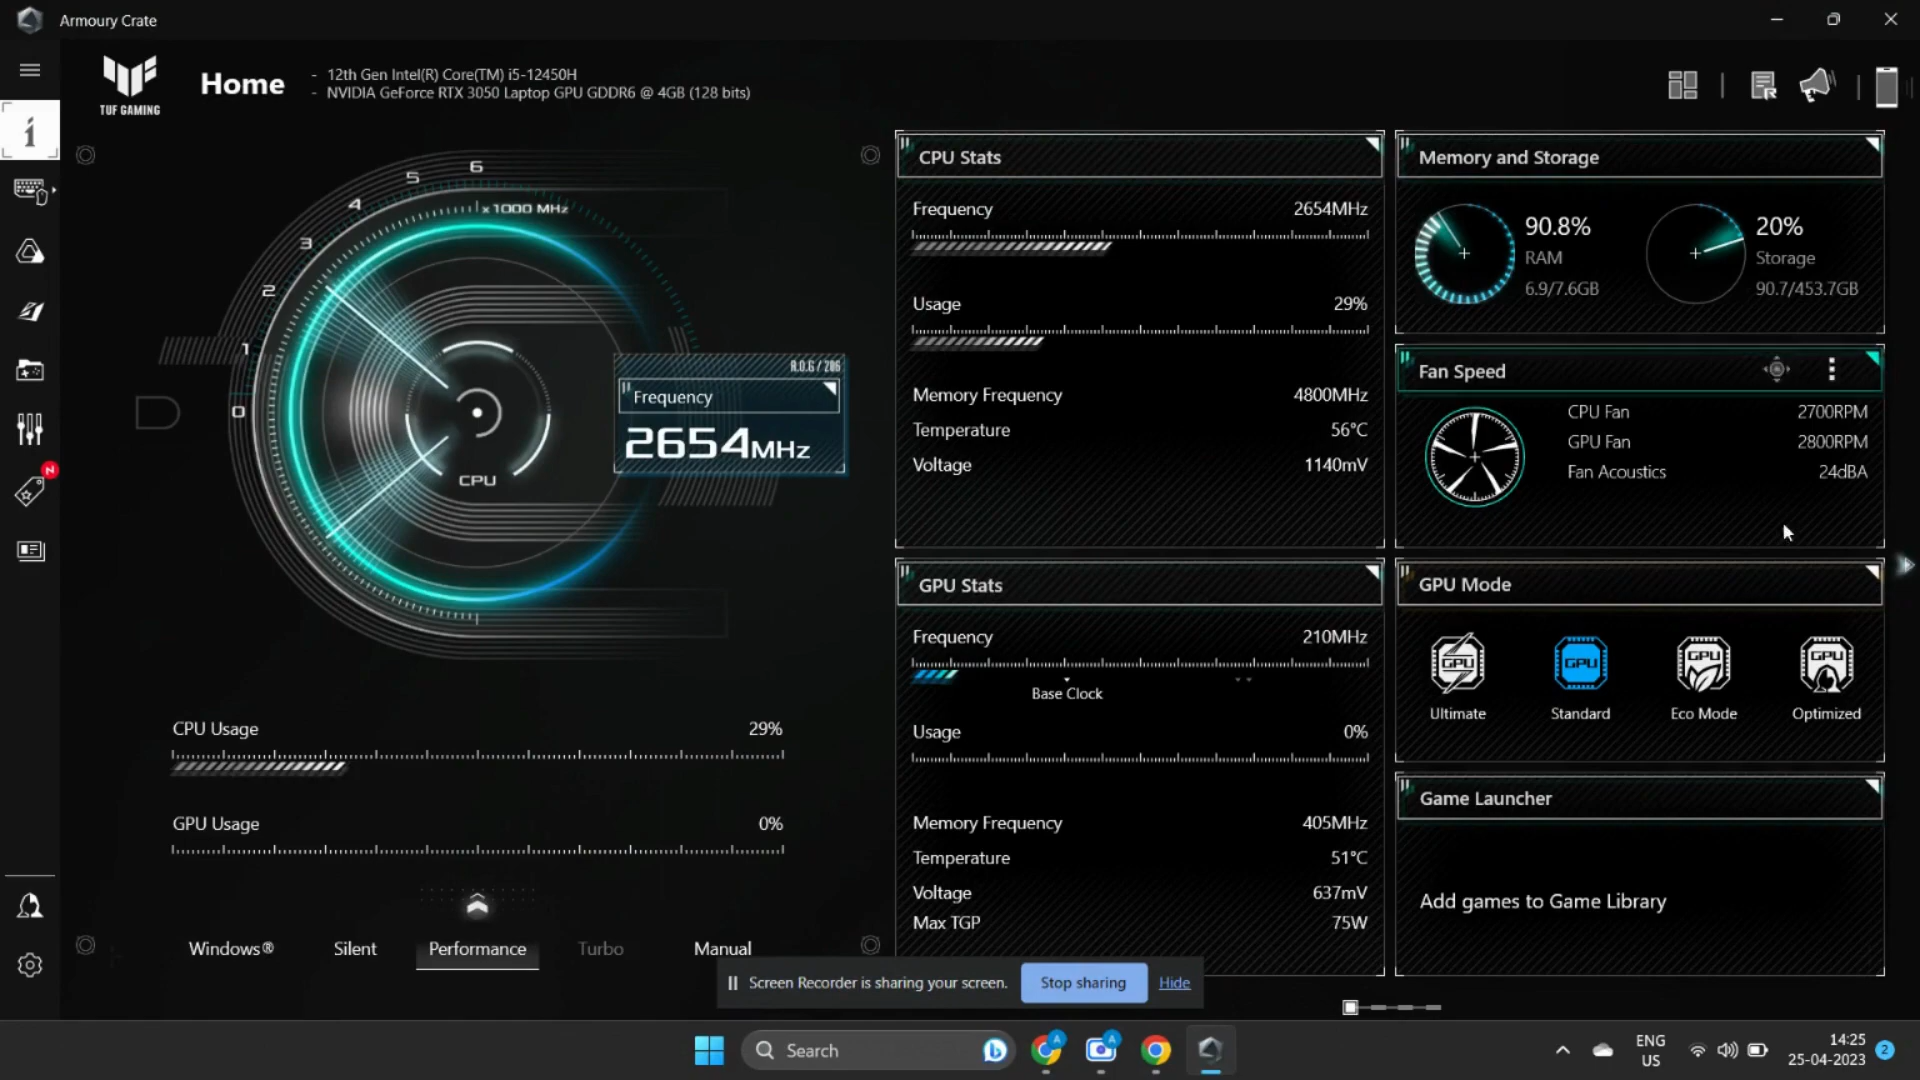 Armoury Crate
TUF GAMING
Home
- 12th Gen Intel(R) Core(TM) i5-12450H
- NVIDIA GeForce RTX 3050 Laptop GPU GDDR6 @ 4GB (128 bits)
6
5
4
3
2
1
0
x1000 MHz
CPU
R.O.G / 286
Frequency
2654MHz
CPU Usage 29%
GPU Usage 0%
Windows® Silent Performance Turbo Manual
CPU Stats
Frequency 2654MHz
Usage 29%
Memory Frequency 4800MHz
Temperature 56°C
Voltage 1140mV
GPU Stats
Frequency 210MHz
Base Clock
Usage 0%
Memory Frequency 405MHz
Temperature 51°C
Voltage 637mV
Max TGP 75W
Memory and Storage
90.8%
RAM
6.9/7.6GB
20%
Storage
90.7/453.7GB
Fan Speed
CPU Fan 2700RPM
GPU Fan 2800RPM
Fan Acoustics 24dBA
GPU Mode
GPU GPU GPU GPU
Ultimate Standard Eco Mode Optimized
Game Launcher
Add games to Game Library
Screen Recorder is sharing your screen. Stop sharing Hide
N
Search
A
A
ENG
US
14:25
25-04-2023
2